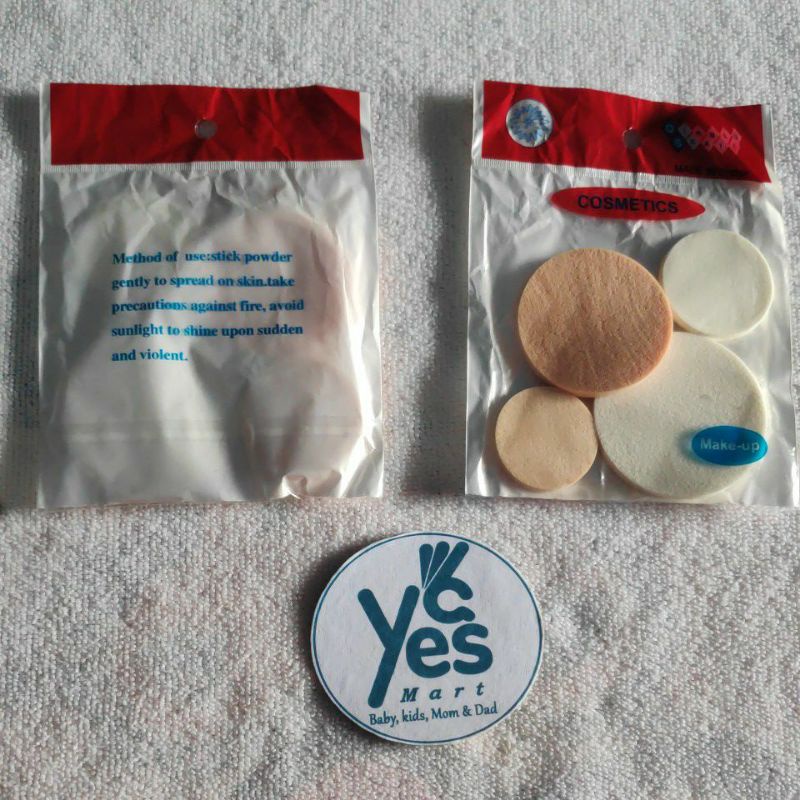 Method of use:stick powder
gently to spread on skin.take
precautions against fire, avoid
sunlight to shine upon sudden
and violent.
COSMETICS
Make-up
yes
Mart
Baby, kids, Mom & Dad